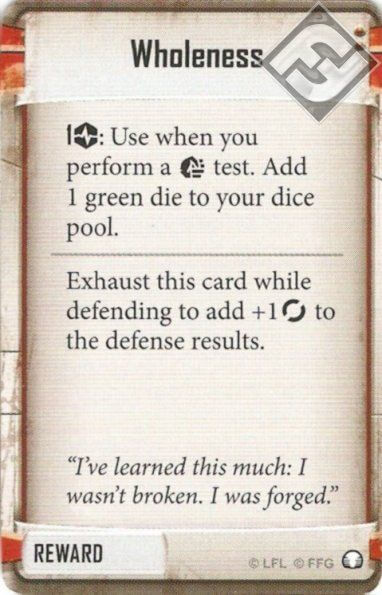 Wholeness
1: Use when you
perform a test. Add
1 green die to your dice
pool.
Exhaust this card while
defending to add +1 to
the defense results.
“I’ve learned this much: I
wasn’t broken. I was forged.”
REWARD
© LFL © FFG